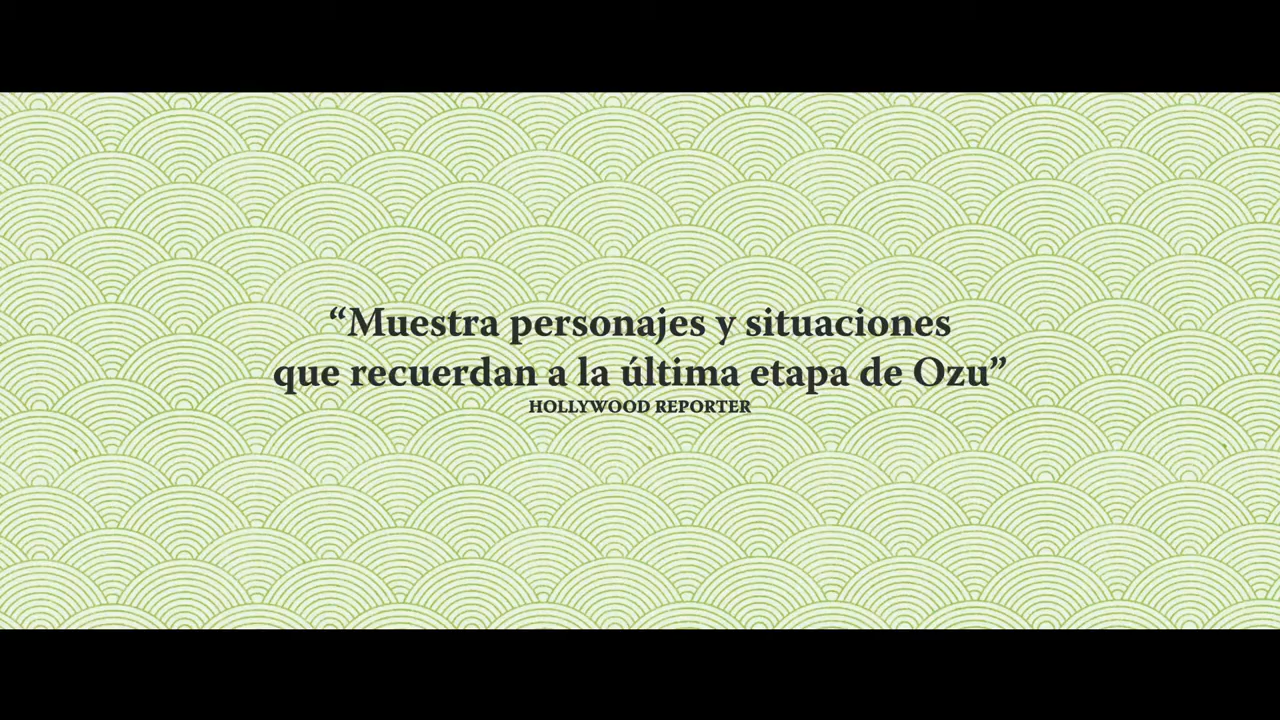 “Muestra personajes y situaciones
que recuerdan a la última etapa de Ozu”
HOLLYWOOD REPORTER